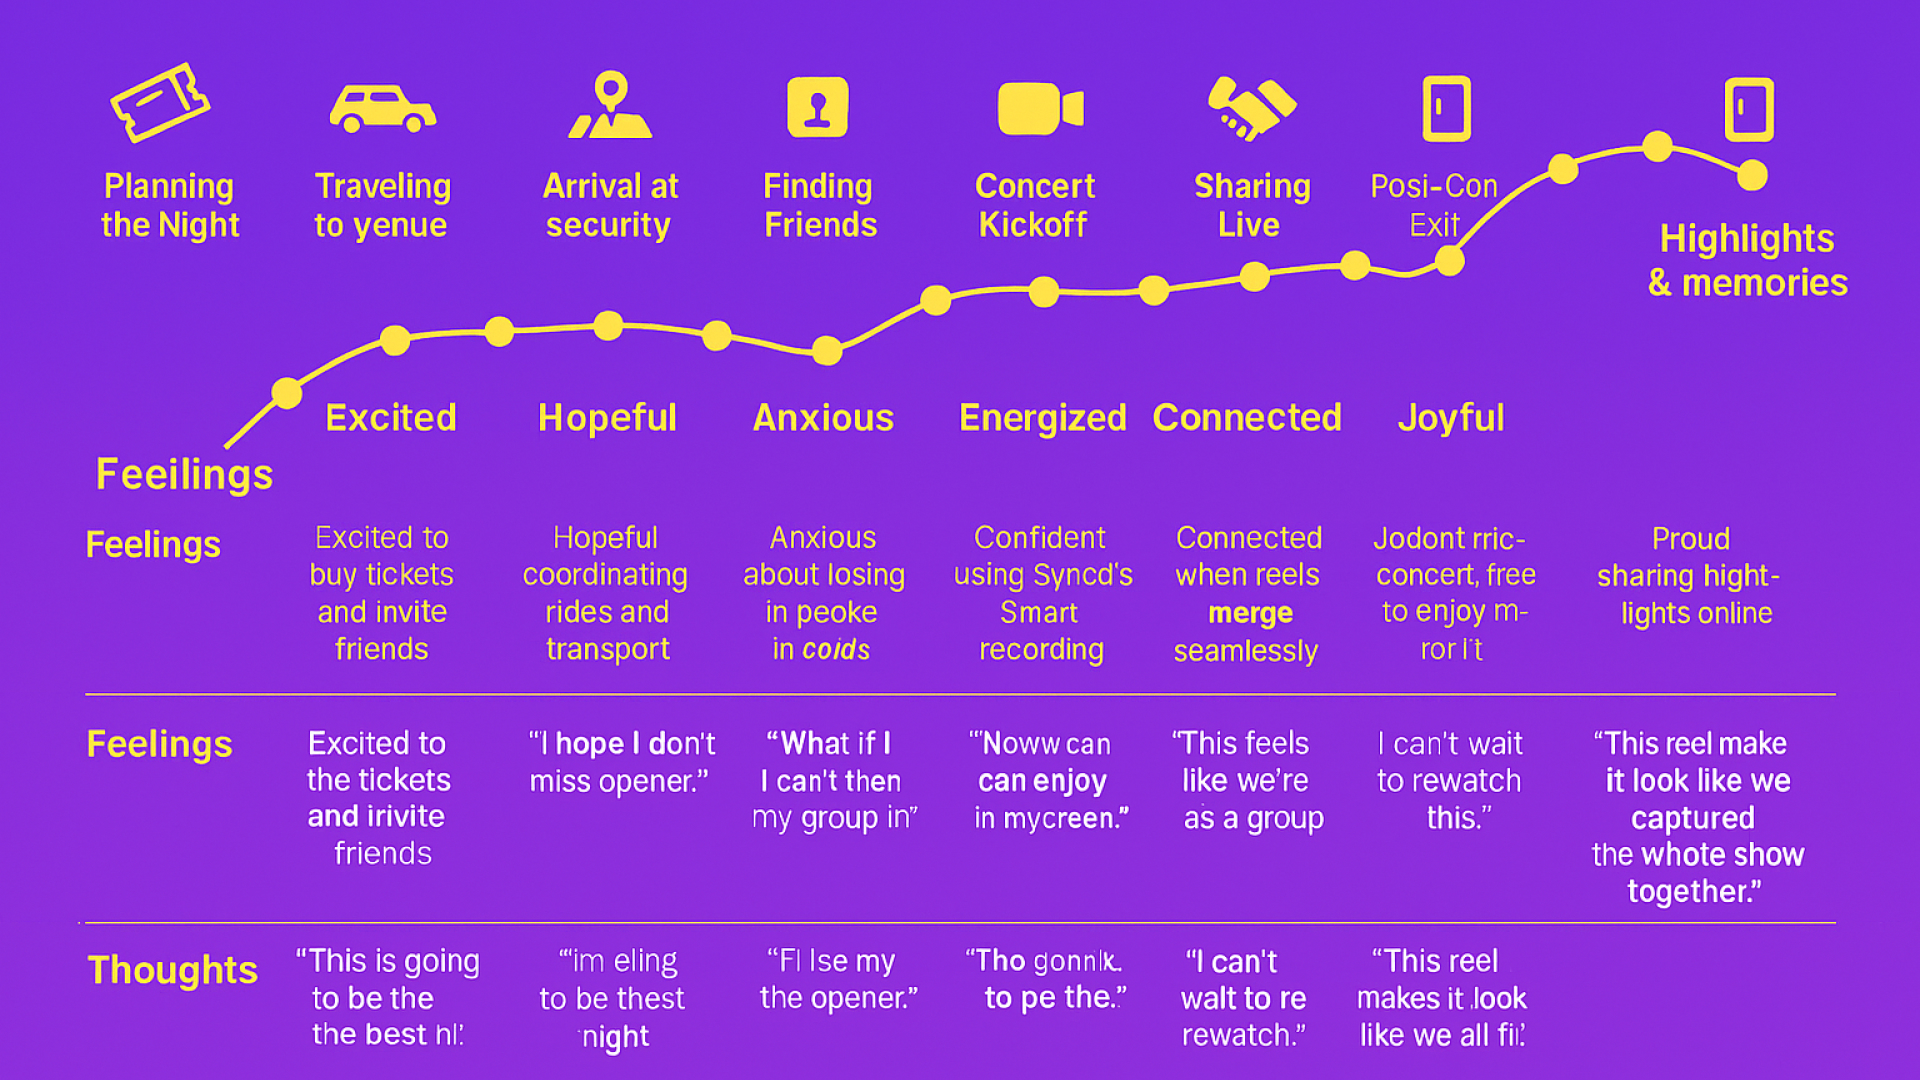 Planning
the Night
Traveling
to yenue
Arrival at
security
Finding
Friends
Concert
Kickoff
Sharing
Live
Posi-Con
Exit
Highlights
& memories
Excited
Hopeful
Anxious
Energized
Connected
Joyful
Feeilings
Feelings
Excited to
buy tickets
and invite
friends
Hopeful
coordinating
rides and
transport
Anxious
about losing
in peoke
in coids
Confident
using Syncd's
Smart
recording
Connected
when reels
merge
seamlessly
Jodont rric-
concert, free
to enjoy m-
ror i't
Proud
sharing hight-
lights online
Feelings
Excited to
the tickets
and irivite
friends
“I hope I don't
miss opener.”
“What if I
I can't then
my group in”
“Noww can
can enjoy
in mycreen.”
“This feels
like we're
as a group
I can't wait
to rewatch
this.”
“This reel make
it look like we
captured
the whote show
together.”
Thoughts
“This is going
to be the
the best nl'.
“im eling
to be thest
night
“Fl lse my
the opener.”
“Tho gonnk.
to pe the.”
“I can't
walt to re
rewatch.”
“This reel
makes it look
like we all fii'.